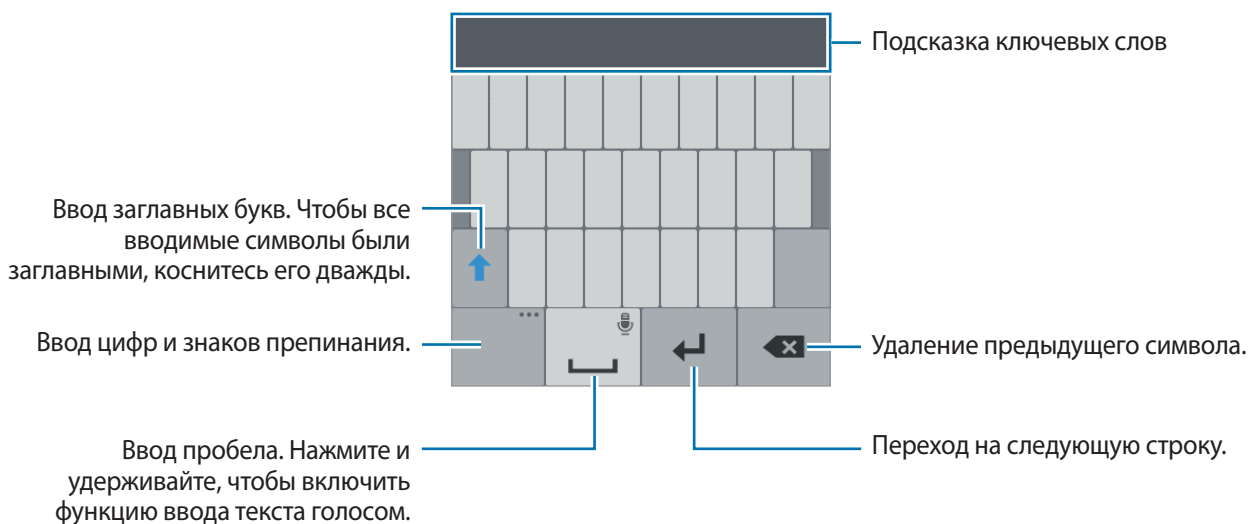 Подсказка ключевых слов
Ввод заглавных букв. Чтобы все
вводимые символы были
заглавными, коснитесь его дважды.
Ввод цифр и знаков препинания.
Удаление предыдущего символа.
Ввод пробела. Нажмите и
удерживайте, чтобы включить
функцию ввода текста голосом.
Переход на следующую строку.